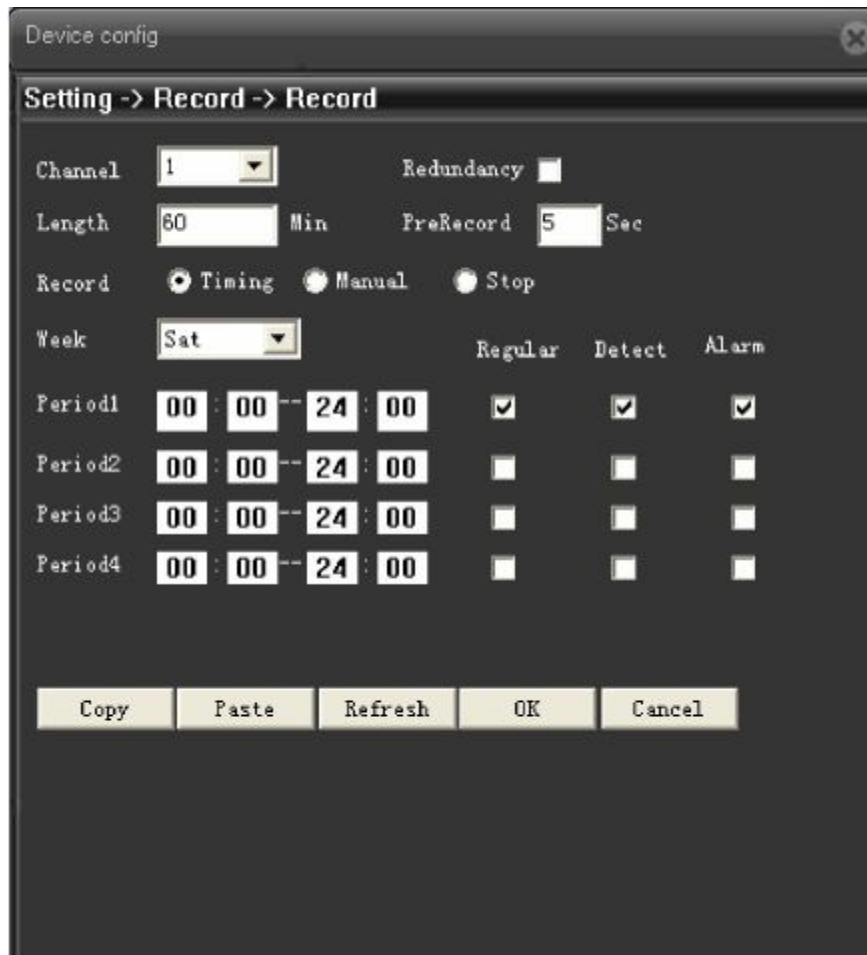 Device config
Setting -> Record -> Record
Channel 1 Redundancy
Length 60 Min PreRecord 5 Sec
Record Timing Manual Stop
Week Sat Regular Detect Alarm
Period1 00 : 00 -- 24 : 00
Period2 00 : 00 -- 24 : 00
Period3 00 : 00 -- 24 : 00
Period4 00 : 00 -- 24 : 00
Copy Paste Refresh OK Cancel